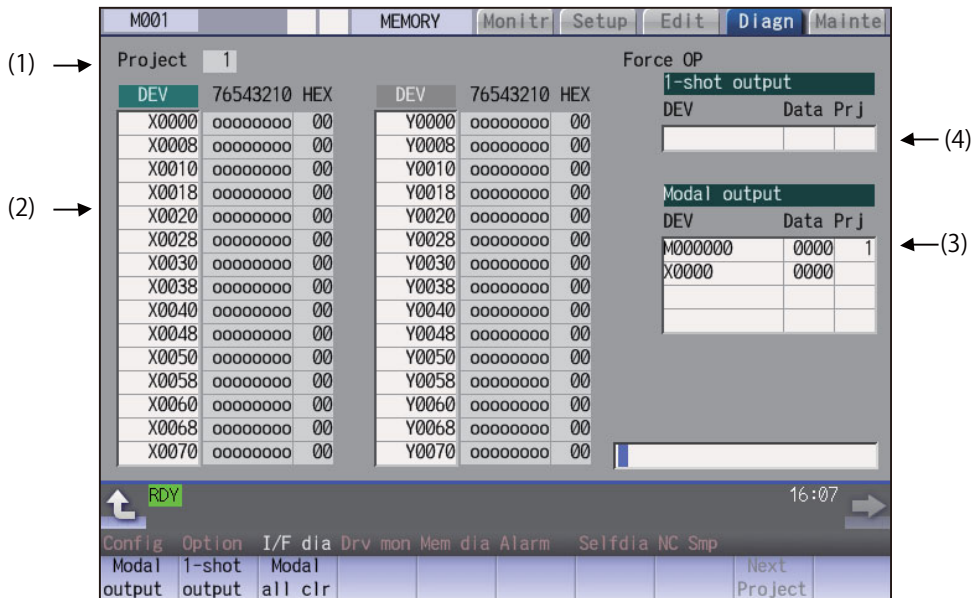 M001 MEMORY Monitr Setup Edit Diagn Mainte
(1) Project 1 Force OP
1-shot output
DEV 76543210 HEX DEV 76543210 HEX DEV Data Prj
X0000 oooooooo 00 Y0000 oooooooo 00
X0008 oooooooo 00 Y0008 oooooooo 00 (4)
X0010 oooooooo 00 Y0010 oooooooo 00
X0018 oooooooo 00 Y0018 oooooooo 00 Modal output
(2) X0020 oooooooo 00 Y0020 oooooooo 00 DEV Data Prj
X0028 oooooooo 00 Y0028 oooooooo 00 M000000 0000 1 (3)
X0030 oooooooo 00 Y0030 oooooooo 00 X0000 0000
X0038 oooooooo 00 Y0038 oooooooo 00
X0040 oooooooo 00 Y0040 oooooooo 00
X0048 oooooooo 00 Y0048 oooooooo 00
X0050 oooooooo 00 Y0050 oooooooo 00
X0058 oooooooo 00 Y0058 oooooooo 00
X0060 oooooooo 00 Y0060 oooooooo 00
X0068 oooooooo 00 Y0068 oooooooo 00
X0070 oooooooo 00 Y0070 oooooooo 00
RDY 16:07
Config Option I/F dia Drv mon Mem dia Alarm Selfdia NC Smp
Modal 1-shot Modal Next
output output all clr Project